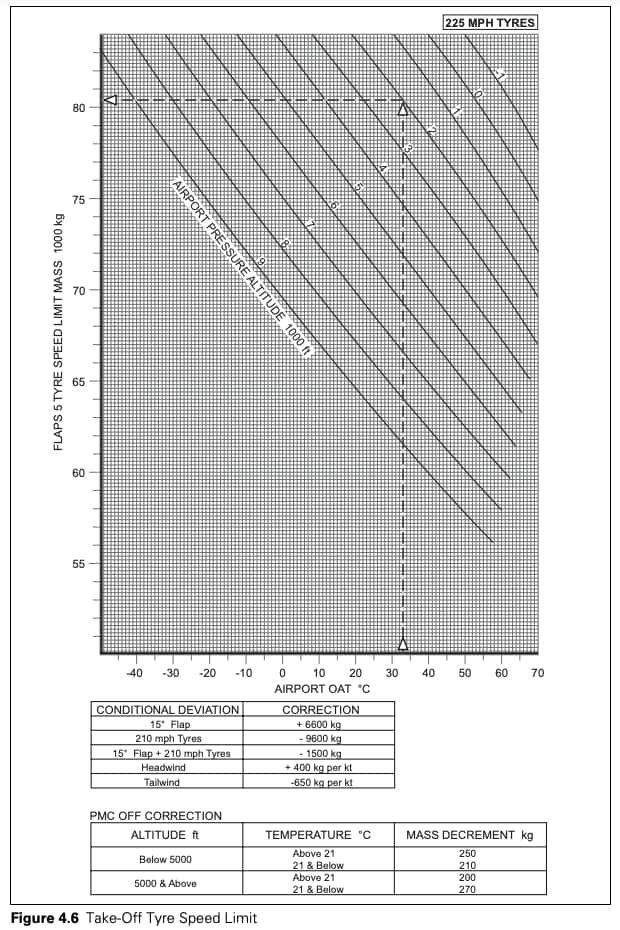 225 MPH TYRES
FLAPS 5 TYRE SPEED LIMIT MASS 1000 kg
80
75
70
65
60
55
-1
0
1
2
3
4
5
6
7
8
9
AIRPORT PRESSURE ALTITUDE 1000 ft
-40 -30 -20 -10 0 10 20 30 40 50 60 70
AIRPORT OAT °C
CONDITIONAL DEVIATION CORRECTION
15° Flap + 6600 kg
210 mph Tyres - 9600 kg
15° Flap + 210 mph Tyres - 1500 kg
Headwind + 400 kg per kt
Tailwind -650 kg per kt
PMC OFF CORRECTION
ALTITUDE ft TEMPERATURE °C MASS DECREMENT kg
Below 5000 Above 21 250
21 & Below 210
5000 & Above Above 21 200
21 & Below 270
Figure 4.6 Take-Off Tyre Speed Limit